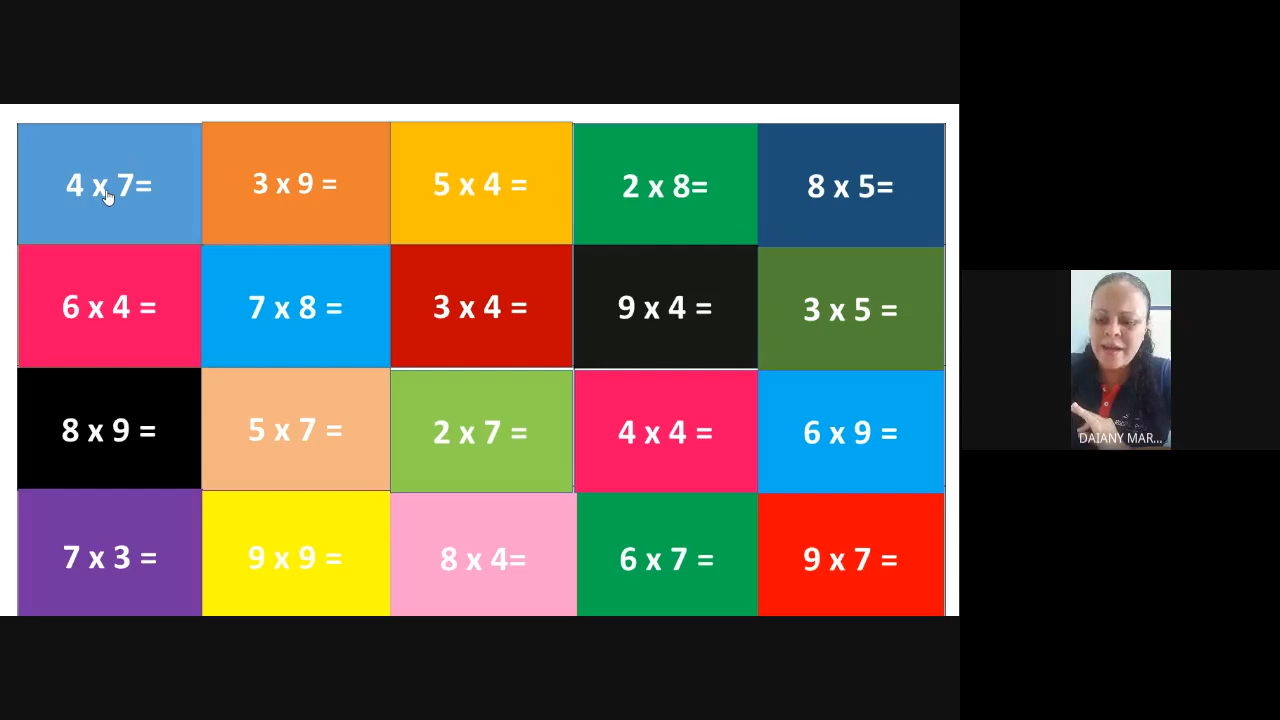 4 x 7=
3 x 9 =
5 x 4 =
2 x 8=
8 x 5=
6 x 4 =
7 x 8 =
3 x 4 =
9 x 4 =
3 x 5 =
8 x 9 =
5 x 7 =
2 x 7 =
4 x 4 =
6 x 9 =
7 x 3 =
9 x 9 =
8 x 4=
6 x 7 =
9 x 7 =
DAIANY MAR...